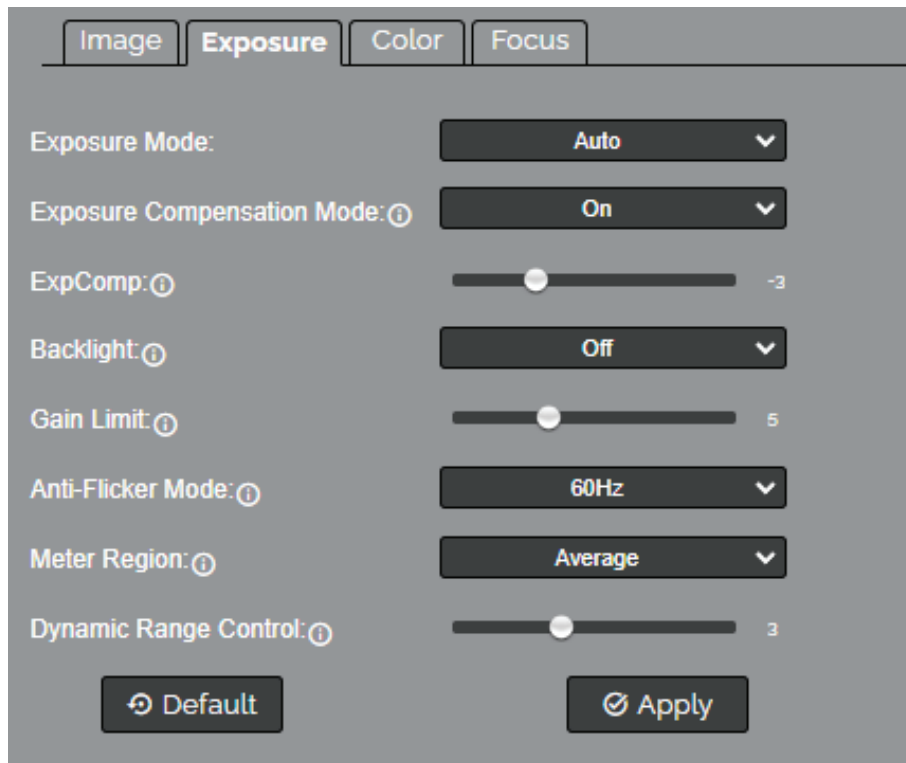 Image Exposure Color Focus
Exposure Mode: Auto
Exposure Compensation Mode: On
ExpComp: -3
Backlight: Off
Gain Limit: 5
Anti-Flicker Mode: 60Hz
Meter Region: Average
Dynamic Range Control: 3
Default Apply